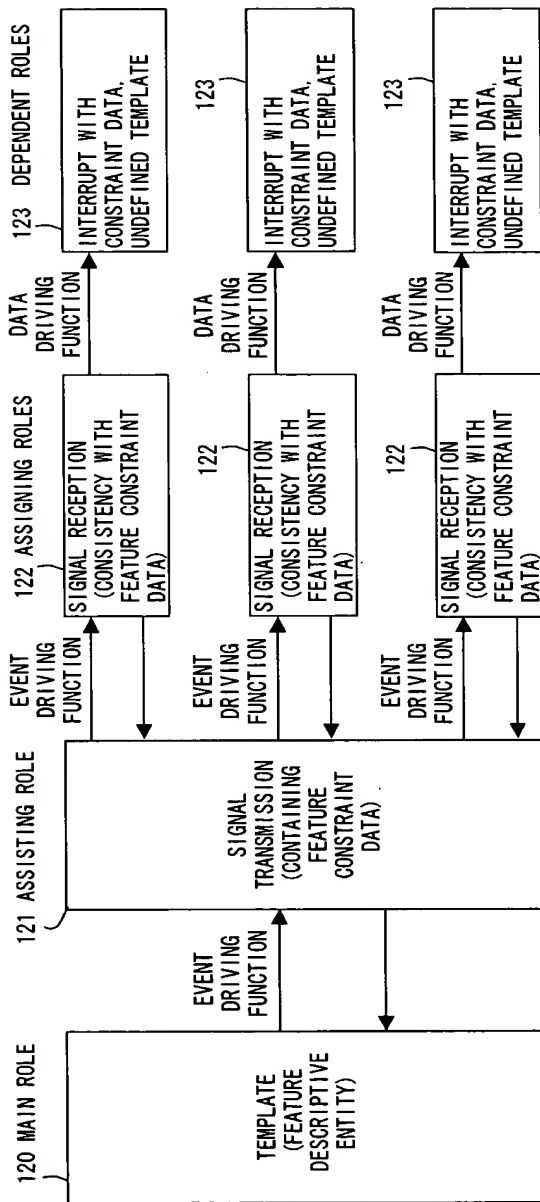 120 MAIN ROLE
TEMPLATE
(FEATURE
DESCRIPTIVE
ENTITY)
EVENT
DRIVING
FUNCTION
121 ASSISTING ROLE
SIGNAL
TRANSMISSION
(CONTAINING
FEATURE
CONSTRAINT
DATA)
EVENT
DRIVING
FUNCTION
122 ASSIGNING ROLES
SIGNAL RECEPTION
(CONSISTENCY WITH
FEATURE CONSTRAINT
DATA)
DATA
DRIVING
FUNCTION
123 DEPENDENT ROLES
INTERRUPT WITH
CONSTRAINT DATA,
UNDEFINED TEMPLATE
EVENT
DRIVING
FUNCTION
122
SIGNAL RECEPTION
(CONSISTENCY WITH
FEATURE CONSTRAINT
DATA)
DATA
DRIVING
FUNCTION
123
INTERRUPT WITH
CONSTRAINT DATA,
UNDEFINED TEMPLATE
EVENT
DRIVING
FUNCTION
122
SIGNAL RECEPTION
(CONSISTENCY WITH
FEATURE CONSTRAINT
DATA)
DATA
DRIVING
FUNCTION
123
INTERRUPT WITH
CONSTRAINT DATA,
UNDEFINED TEMPLATE